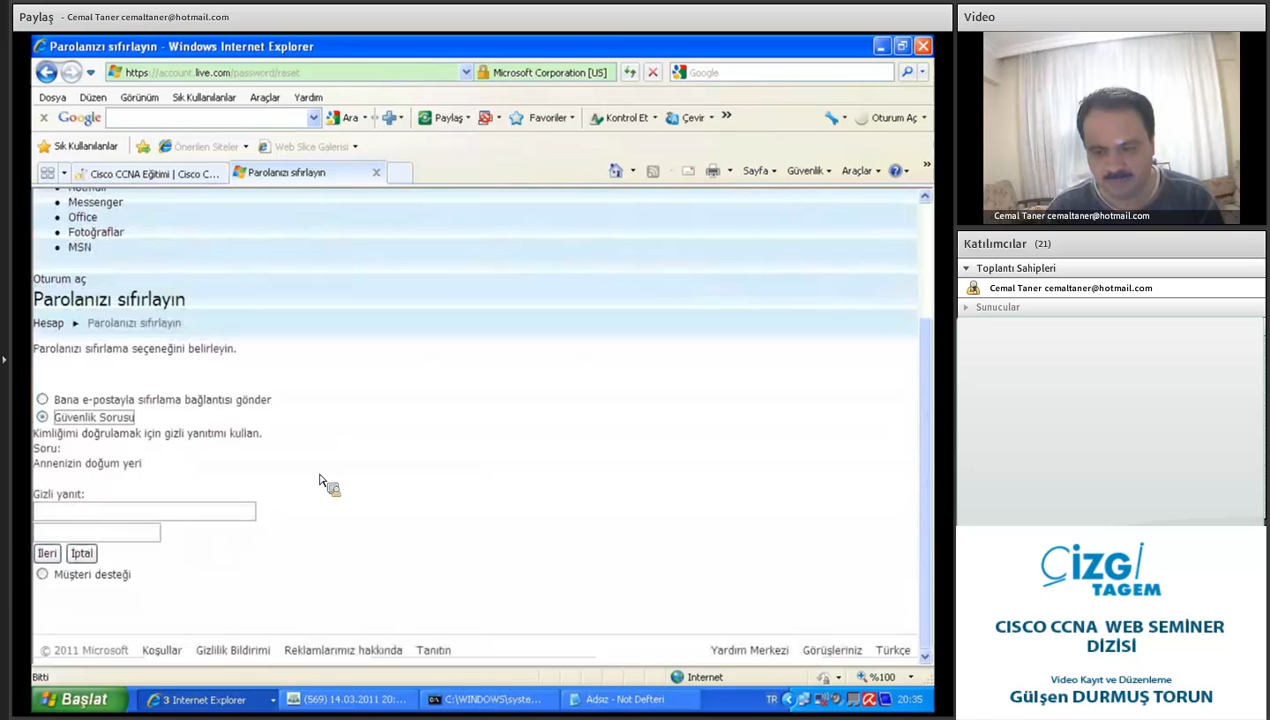 Paylaş - Cemal Taner cemaltaner@hotmail.com
Parolanızı sıfırlayın - Windows Internet Explorer
https://account.live.com/password/reset
Microsoft Corporation [US]
Google
Dosya Düzen Görünüm Sık Kullanılanlar Araçlar Yardım
x Google Ara Paylaş Favoriler Kontrol Et Çevir Oturum Aç
Sık Kullanılanlar Önerilen Siteler Web Slice Galerisi
Cisco CCNA Eğitimi | Cisco C... Parolanızı sıfırlayın x Sayfa Güvenlik Araçlar
Hotmail
Messenger
Office
Fotoğraflar
MSN
Oturum aç
Parolanızı sıfırlayın
Hesap ► Parolanızı sıfırlayın
Parolanızı sıfırlama seçeneğini belirleyin.
Bana e-postayla sıfırlama bağlantısı gönder
Güvenlik Sorusu
Kimliğimi doğrulamak için gizli yanıtımı kullan.
Soru:
Annenizin doğum yeri
Gizli yanıt:
İleri İptal
Müşteri desteği
© 2011 Microsoft Koşullar Gizlilik Bildirimi Reklamlarımız hakkında Tanıtın Yardım Merkezi Görüşleriniz Türkçe
Bitti Internet %100
Başlat 3 Internet Explorer (569) 14.03.2011 20:... C:\WINDOWS\syste... Adsız - Not Defteri TR 20:35
Video
Cemal Taner cemaltaner@hotmail.com
Katılımcılar (21)
Toplantı Sahipleri
Cemal Taner cemaltaner@hotmail.com
Sunucular
ÇİZGİ
TAGEM
CISCO CCNA WEB SEMİNER
DİZİSİ
Video Kayıt ve Düzenleme
Gülşen DURMUŞ TORUN